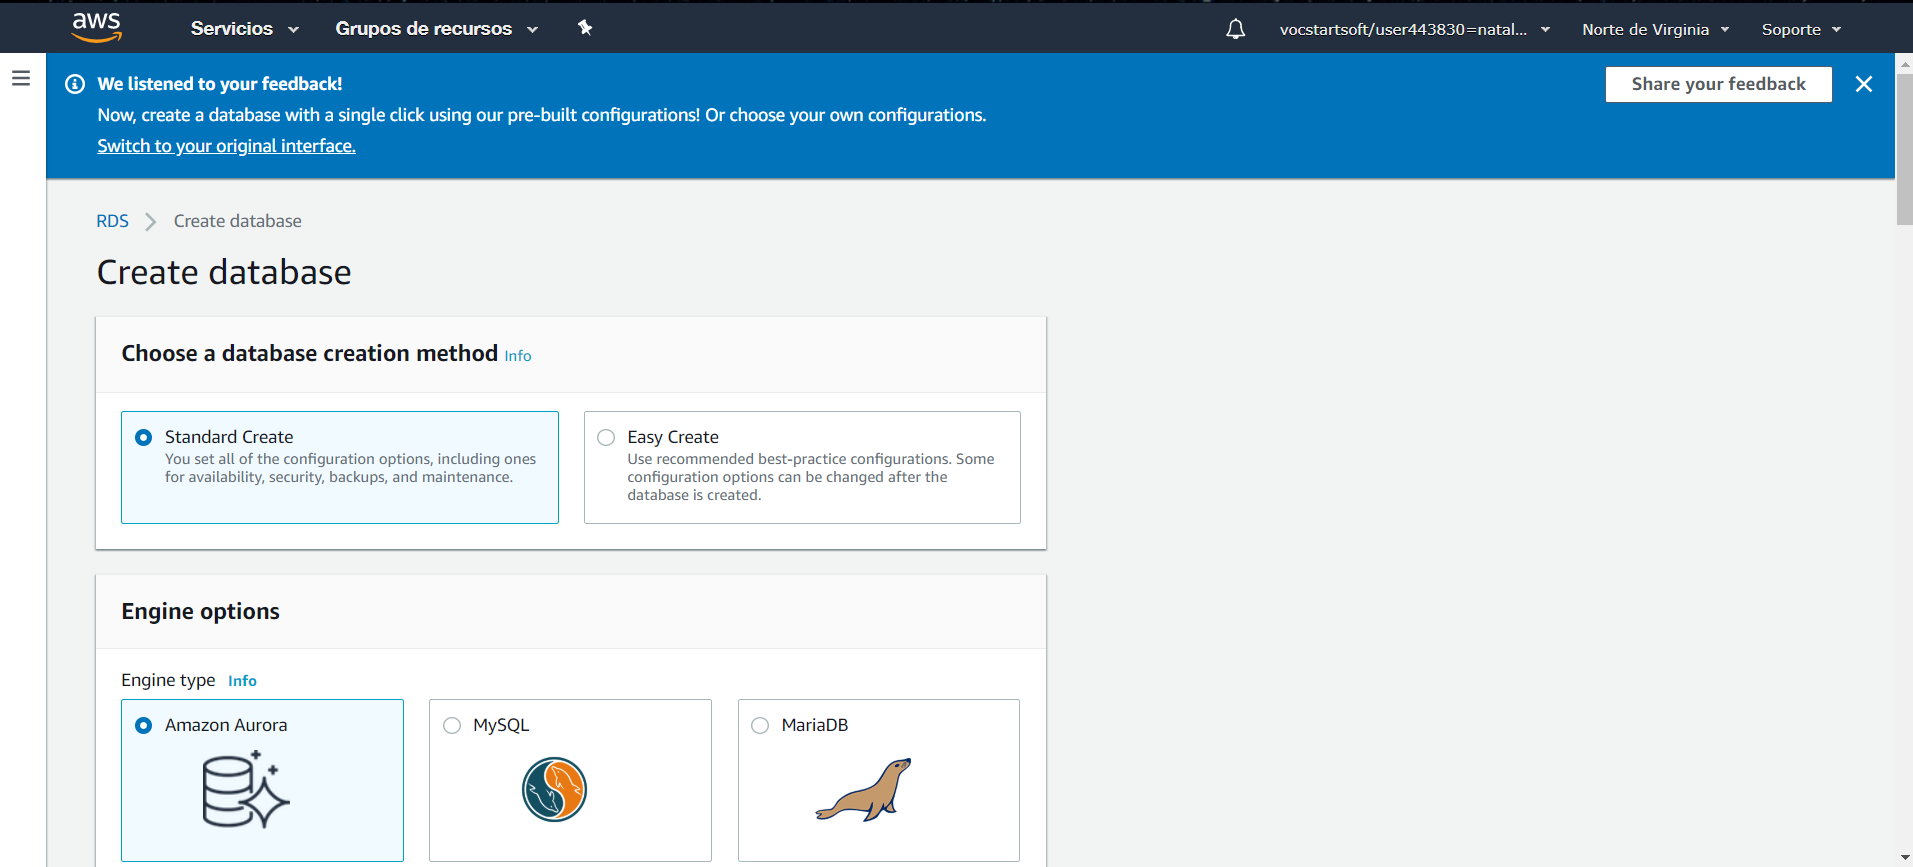 aws
Servicios
Grupos de recursos
vocstartsoft/user443830=natal...
Norte de Virginia
Soporte
We listened to your feedback!
Now, create a database with a single click using our pre-built configurations! Or choose your own configurations.
Switch to your original interface.
Share your feedback
RDS
Create database
Create database
Choose a database creation method Info
Standard Create
You set all of the configuration options, including ones
for availability, security, backups, and maintenance.
Easy Create
Use recommended best-practice configurations. Some
configuration options can be changed after the
database is created.
Engine options
Engine type Info
Amazon Aurora
MySQL
MariaDB